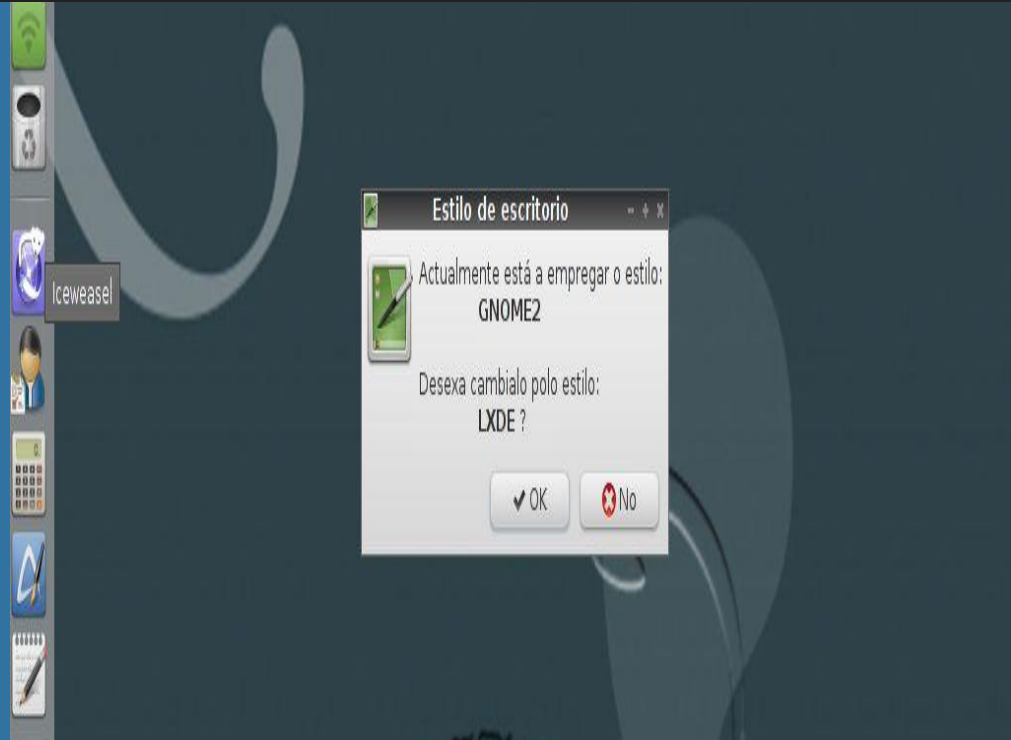 Estilo de escritorio
Actualmente está a empregar o estilo:
GNOME2
Iceweasel
Desexa cambialo polo estilo:
LXDE ?
OK
No